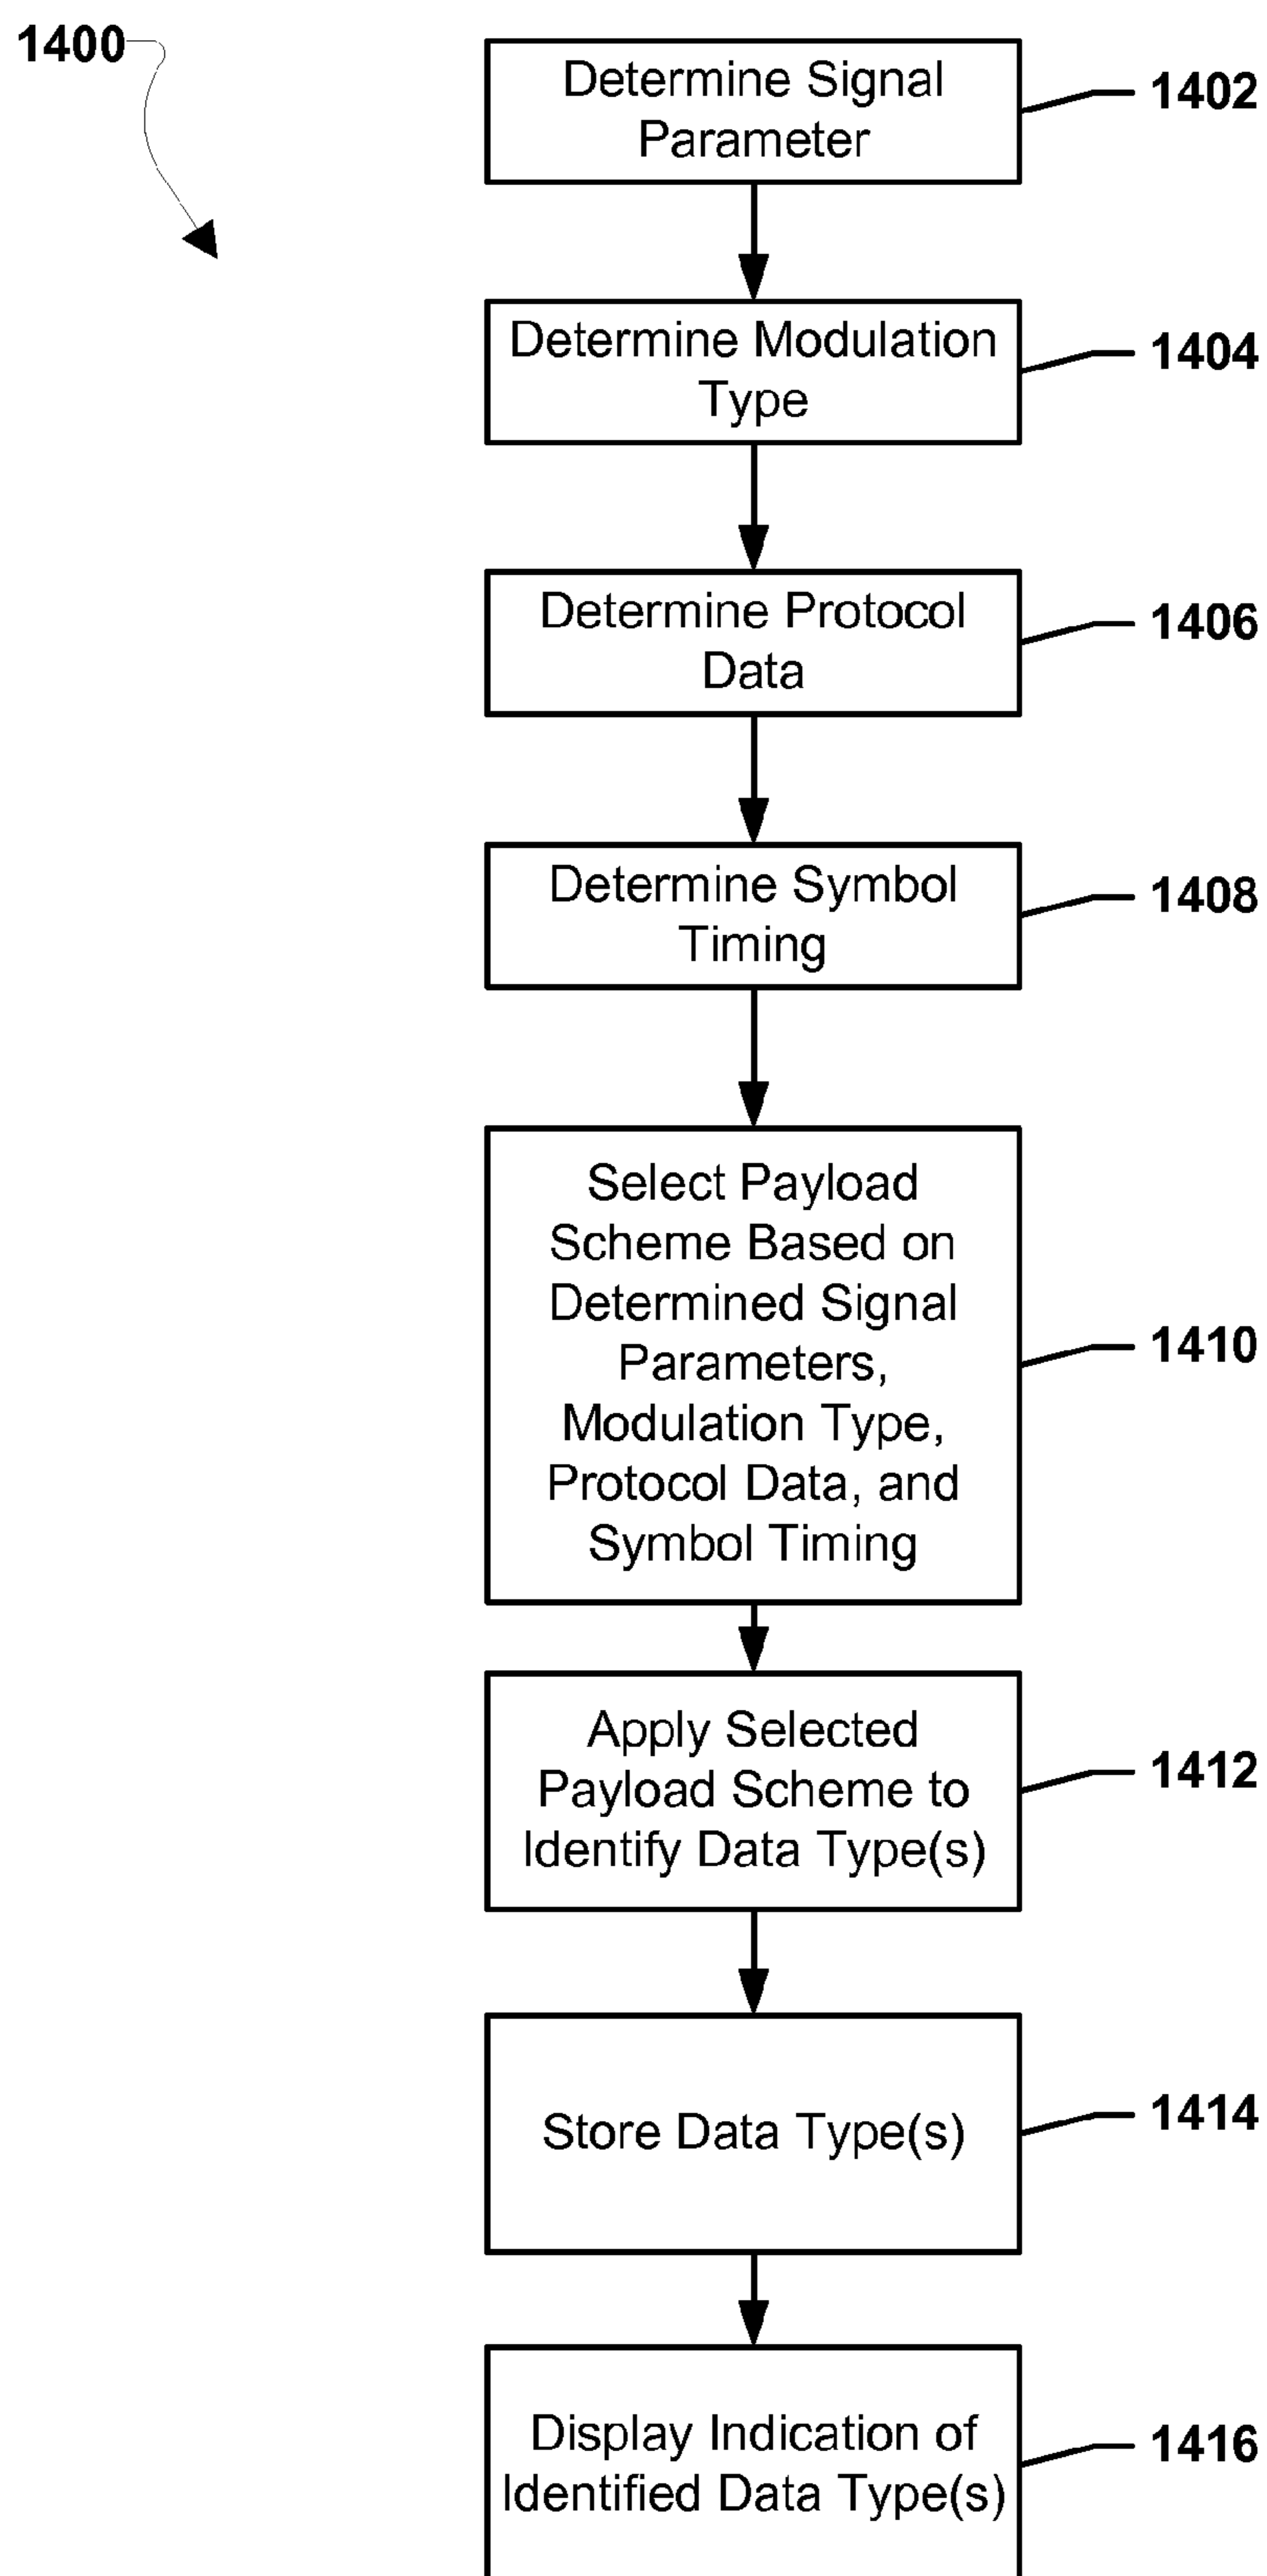 1400
Determine Signal
Parameter
1402
Determine Modulation
Type
1404
Determine Protocol
Data
1406
Determine Symbol
Timing
1408
Select Payload
Scheme Based on
Determined Signal
Parameters,
Modulation Type,
Protocol Data, and
Symbol Timing
1410
Apply Selected
Payload Scheme to
Identify Data Type(s)
1412
Store Data Type(s)
1414
Display Indication of
Identified Data Type(s)
1416